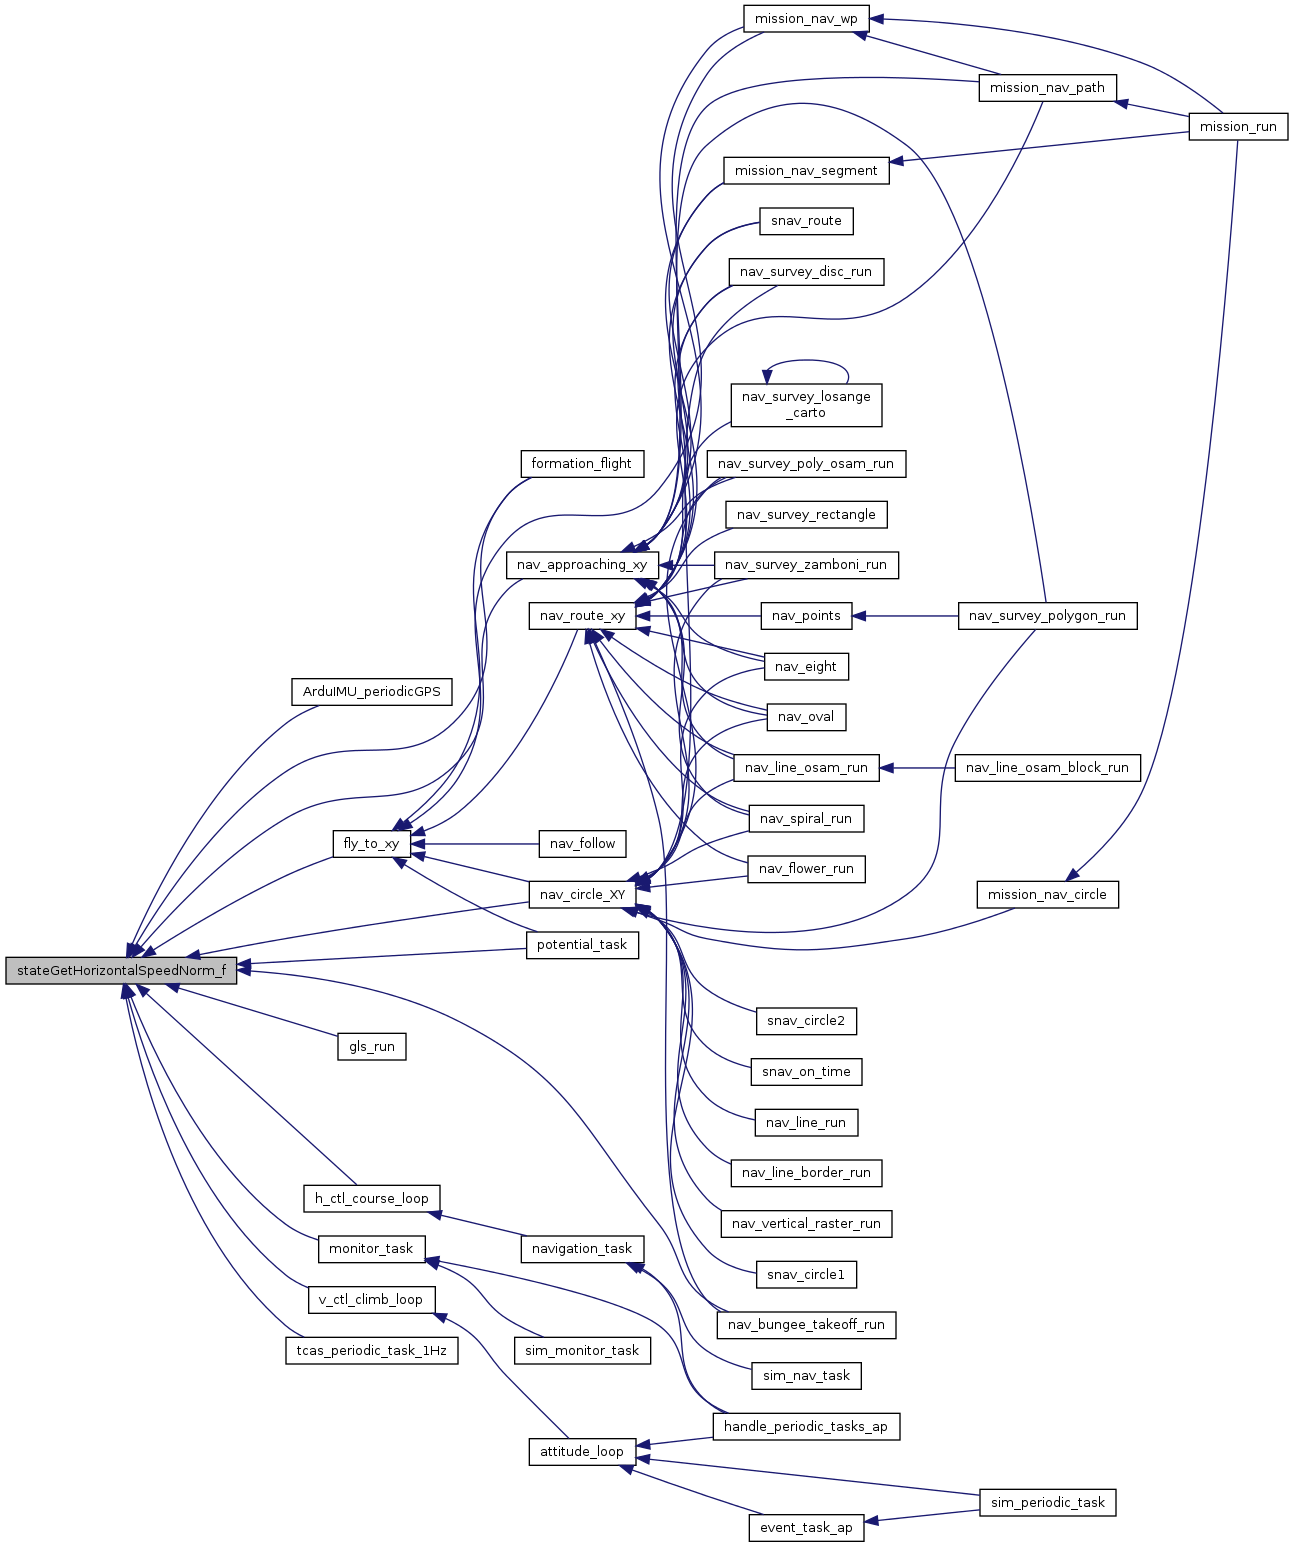 mission_nav_wp
mission_nav_path
mission_run
mission_nav_segment
snav_route
nav_survey_disc_run
nav_survey_losange
_carto
formation_flight
nav_survey_poly_osam_run
nav_survey_rectangle
nav_approaching_xy
nav_survey_zamboni_run
nav_route_xy
nav_points
nav_survey_polygon_run
nav_eight
ArduIMU_periodicGPS
nav_oval
nav_line_osam_run
nav_line_osam_block_run
nav_spiral_run
fly_to_xy
nav_follow
nav_flower_run
nav_circle_XY
mission_nav_circle
potential_task
stateGetHorizontalSpeedNorm_f
snav_circle2
gls_run
snav_on_time
nav_line_run
nav_line_border_run
h_ctl_course_loop
nav_vertical_raster_run
monitor_task
navigation_task
snav_circle1
v_ctl_climb_loop
nav_bungee_takeoff_run
tcas_periodic_task_1Hz
sim_monitor_task
sim_nav_task
handle_periodic_tasks_ap
attitude_loop
sim_periodic_task
event_task_ap